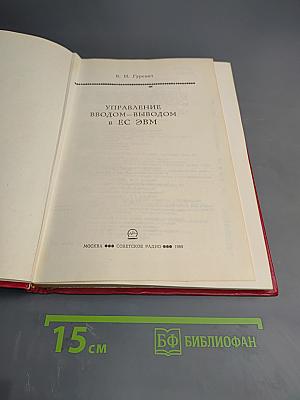 К. И. Гуревич
УПРАВЛЕНИЕ
ВВОДОМ—ВЫВОДОМ
в ЕС ЭВМ
МОСКВА ●●● СОВЕТСКОЕ РАДИО ●●● 1980
15 см
БФ БИБЛИОФАН